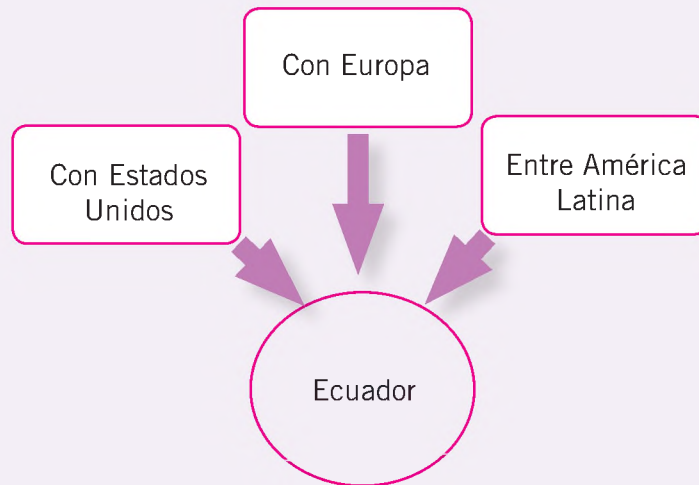 Con Europa
Con Estados
Unidos
Entre América
Latina
Ecuador